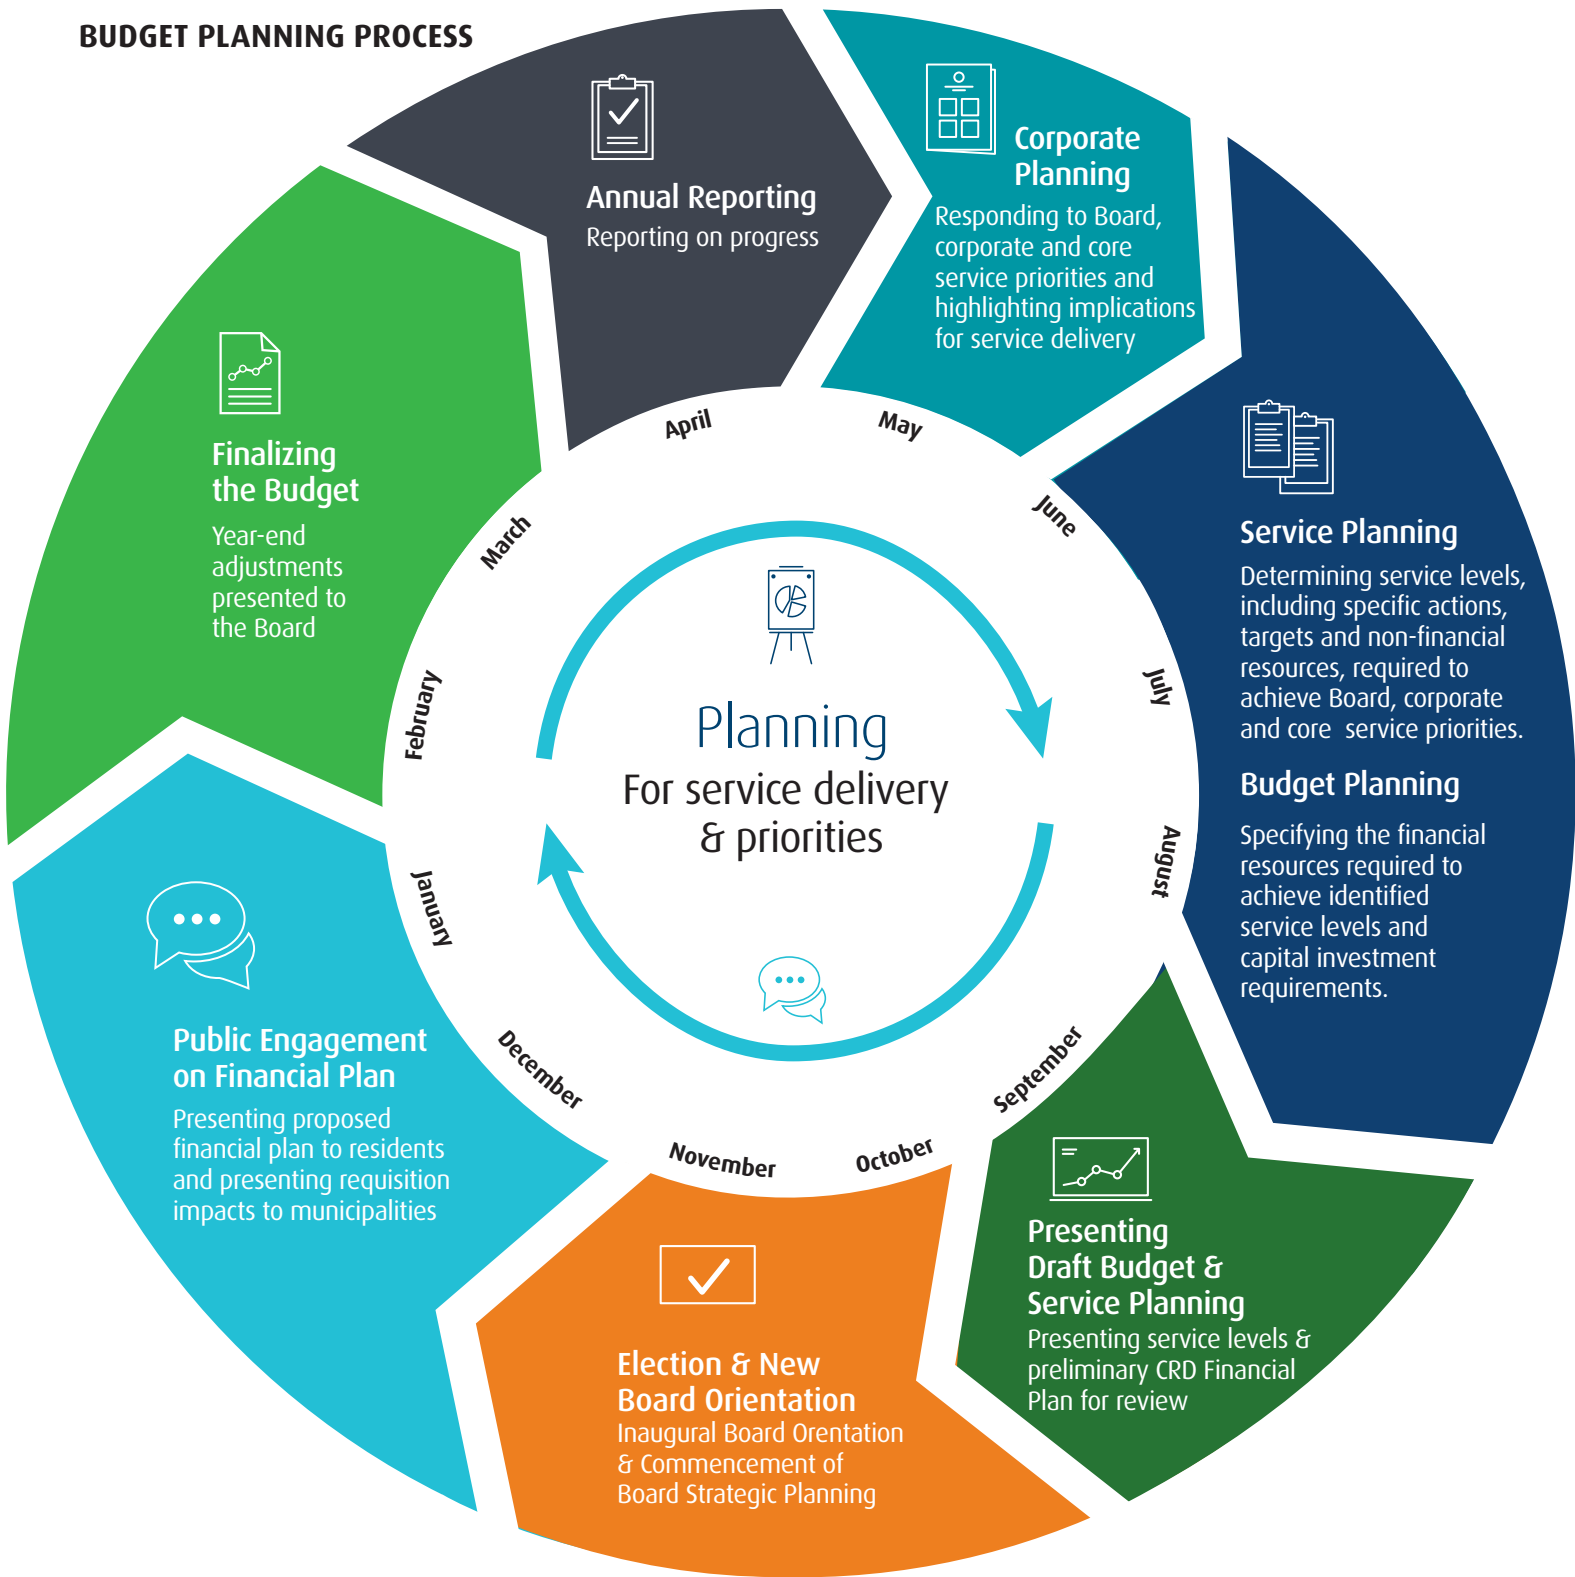 BUDGET PLANNING PROCESS
Annual Reporting
Reporting on progress
Corporate
Planning
Responding to Board,
corporate and core
service priorities and
highlighting implications
for service delivery
Service Planning
Determining service levels,
including specific actions,
targets and non-financial
resources, required to
achieve Board, corporate
and core service priorities.
Budget Planning
Specifying the financial
resources required to
achieve identified
service levels and
capital investment
requirements.
Presenting
Draft Budget &
Service Planning
Presenting service levels &
preliminary CRD Financial
Plan for review
Election & New
Board Orientation
Inaugural Board Orentation
& Commencement of
Board Strategic Planning
Public Engagement
on Financial Plan
Presenting proposed
financial plan to residents
and presenting requisition
impacts to municipalities
Finalizing
the Budget
Year-end
adjustments
presented to
the Board
April
May
June
July
August
September
October
November
December
January
February
March
Planning
For service delivery
& priorities